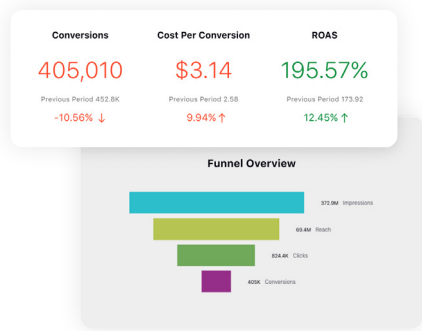 Conversions Cost Per Conversion ROAS
405,010 $3.14 195.57%
Previous Period 452.8K Previous Period 2.58 Previous Period 173.92
-10.56% ↓ 9.94% ↑ 12.45% ↑
Funnel Overview
372.9M Impressions
69.4M Reach
824.4K Clicks
405K Conversions